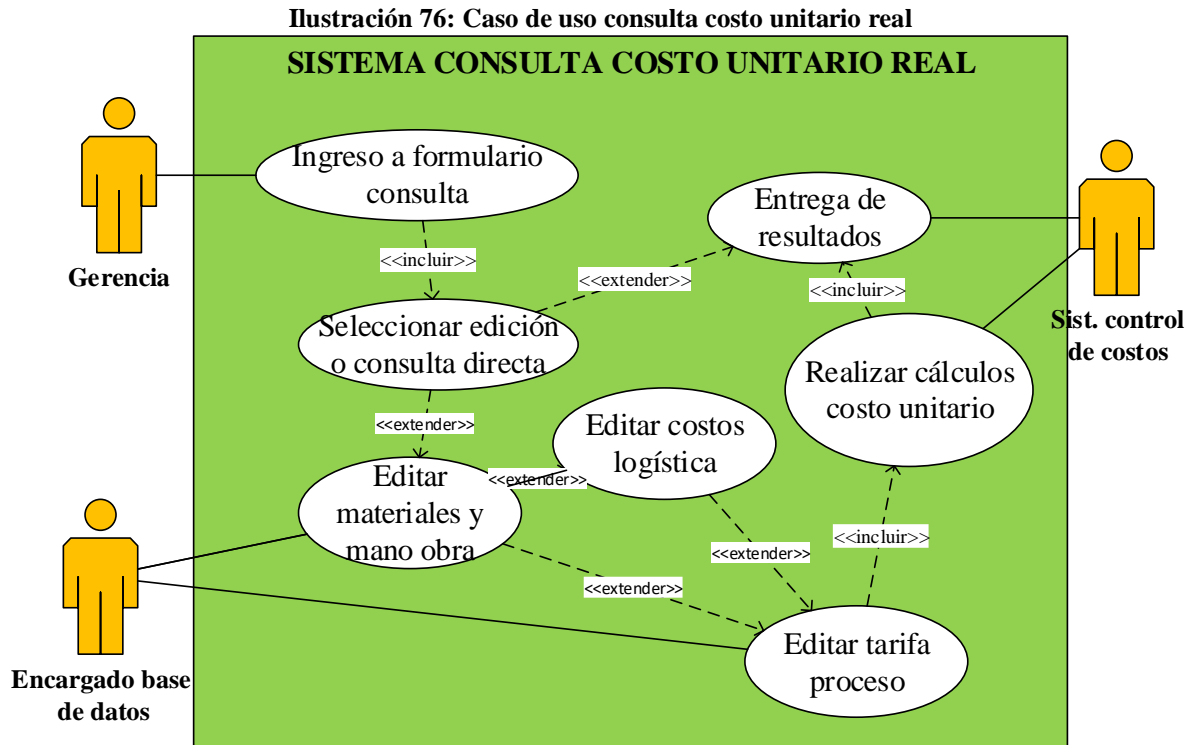 Ilustración 76: Caso de uso consulta costo unitario real
SISTEMA CONSULTA COSTO UNITARIO REAL
Ingreso a formulario
consulta
Gerencia
<<incluir>>
Entrega de
resultados
<<extender>>
<<incluir>>
Sist. control
de costos
Seleccionar edición
o consulta directa
Realizar cálculos
costo unitario
<<extender>>
Editar costos
logística
<<extender>>
Editar
materiales y
mano obra
<<incluir>>
<<extender>>
<<extender>>
Editar tarifa
proceso
Encargado base
de datos